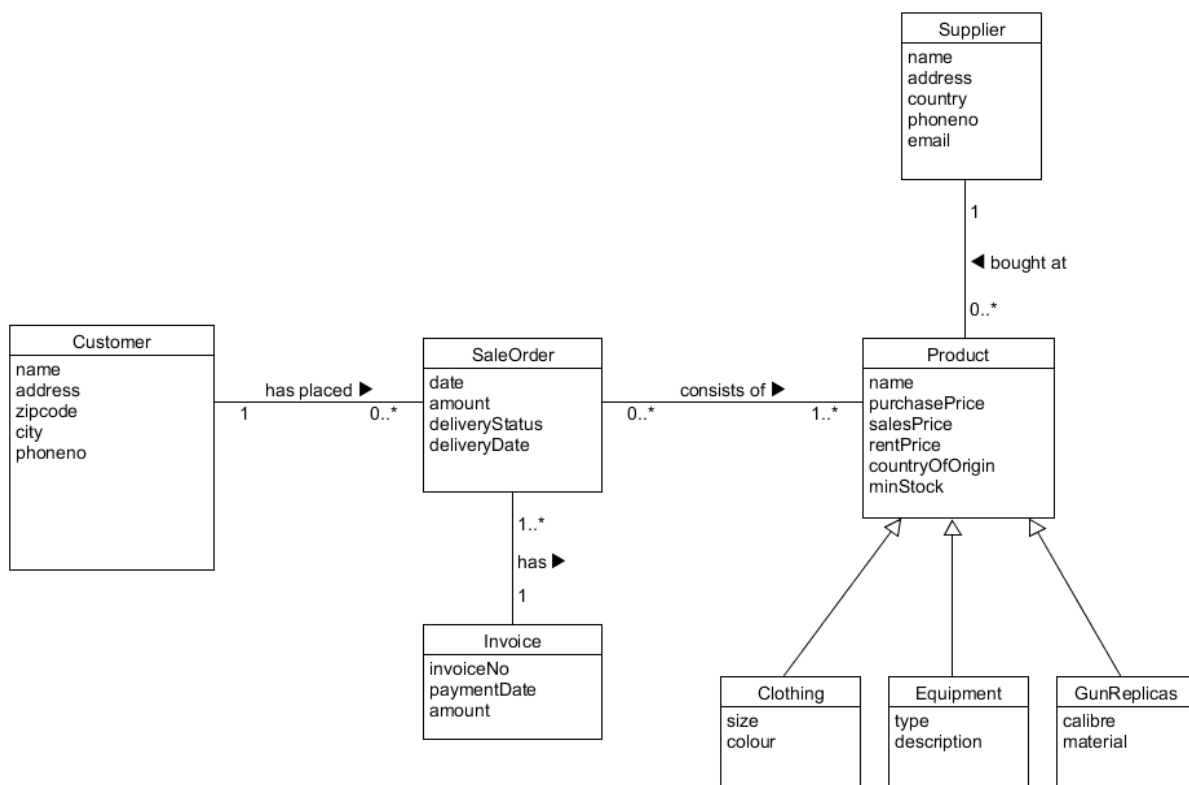 Supplier
name
address
country
phoneno
email
1
◄ bought at
0..*
Customer
name
address
zipcode
city
phoneno
has placed ►
1
0..*
SaleOrder
date
amount
deliveryStatus
deliveryDate
consists of ►
0..*
1..*
Product
name
purchasePrice
salesPrice
rentPrice
countryOfOrigin
minStock
1..*
has ►
1
Invoice
invoiceNo
paymentDate
amount
Clothing
size
colour
Equipment
type
description
GunReplicas
calibre
material